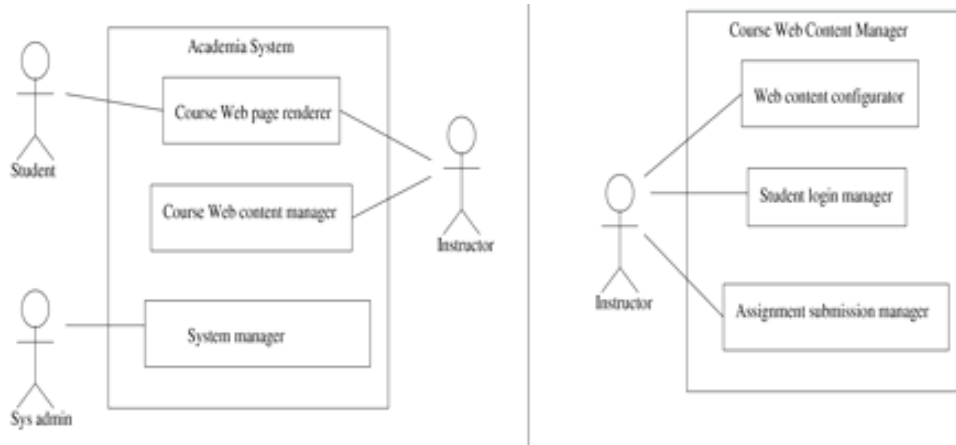 Academia System
Course Web page renderer
Student
Course Web content manager
Instructor
System manager
Sys admin
Course Web Content Manager
Web content configurator
Student login manager
Instructor
Assignment submission manager